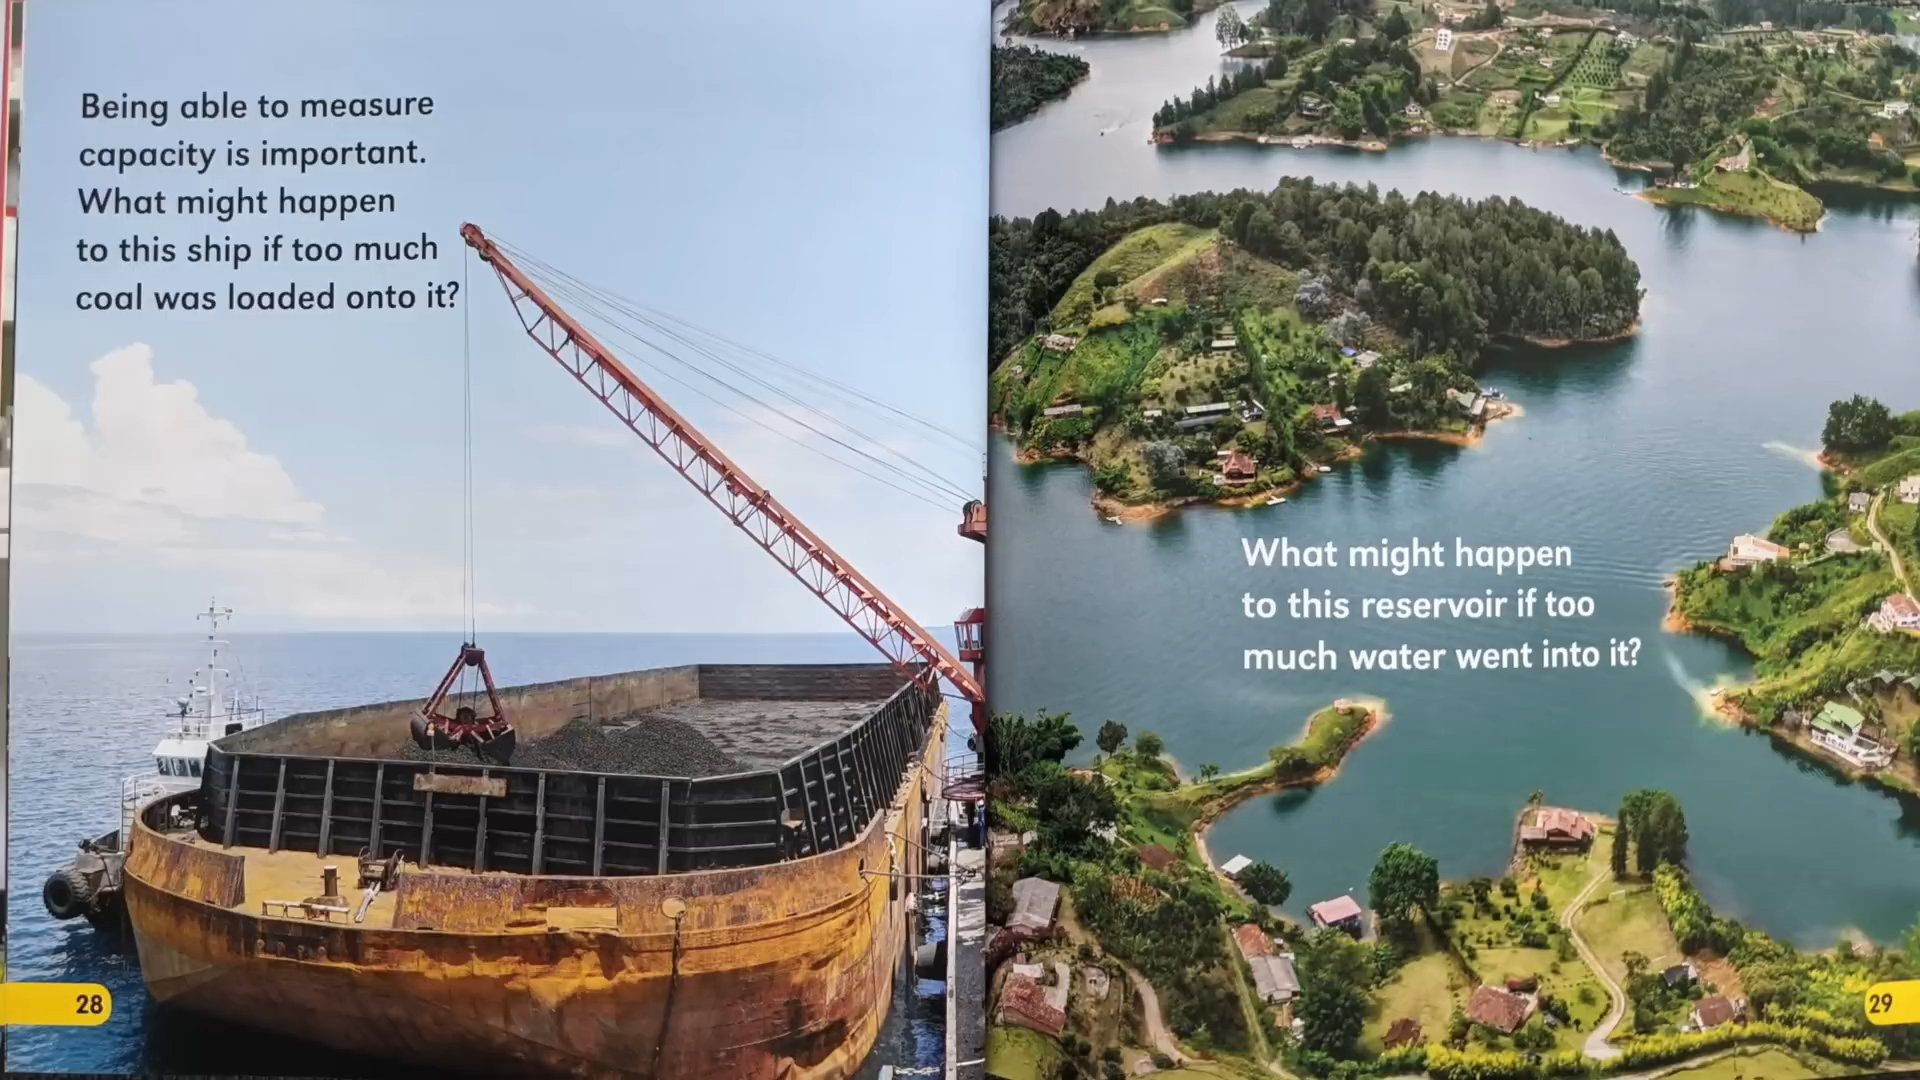 Being able to measure
capacity is important.
What might happen
to this ship if too much
coal was loaded onto it?
28
What might happen
to this reservoir if too
much water went into it?
29